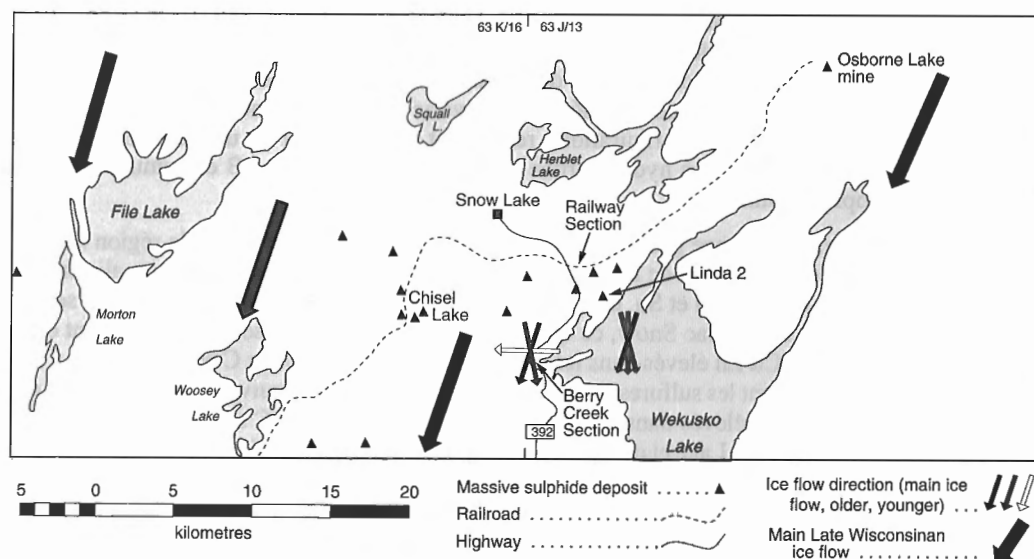 63 K/16 63 J/13
Osborne Lake
mine
Squall
L.
Herblet
Lake
Snow Lake
Railway
Section
File Lake
Linda 2
Morton
Lake
Chisel
Lake
Woosey
Lake
Berry
Creek
Section
392
Wekusko
Lake
5 0 5 10 15 20
kilometres
Massive sulphide deposit
Railroad
Highway
Ice flow direction (main ice
flow, older, younger)
Main Late Wisconsinan
ice flow